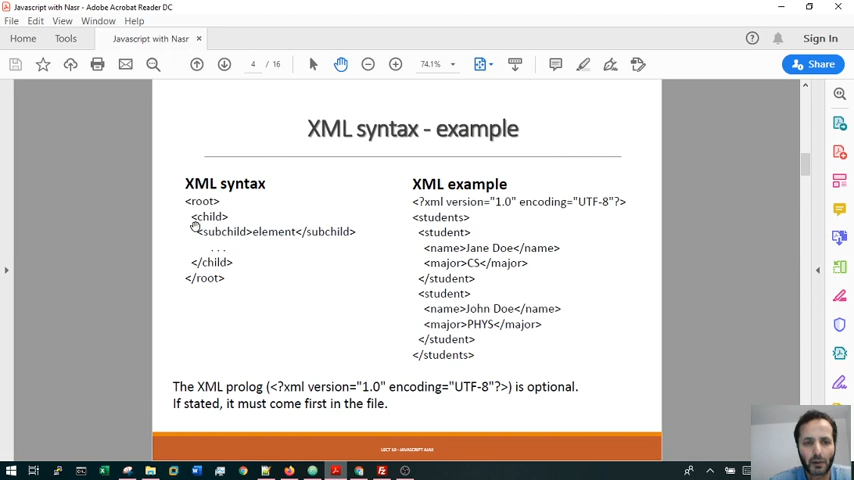 Javascript with Nasr - Adobe Acrobat Reader DC
File Edit View Window Help
Home Tools Javascript with Nasr × Sign In
4 / 16 74.1% Share
XML syntax - example
XML syntax
<root>
<child>
<subchild>element</subchild>
. . .
</child>
</root>
XML example
<?xml version="1.0" encoding="UTF-8"?>
<students>
<student>
<name>Jane Doe</name>
<major>CS</major>
</student>
<student>
<name>John Doe</name>
<major>PHYS</major>
</student>
</students>
The XML prolog (<?xml version="1.0" encoding="UTF-8"?>) is optional.
If stated, it must come first in the file.
LECT 10 - JAVASCRIPT AJAX